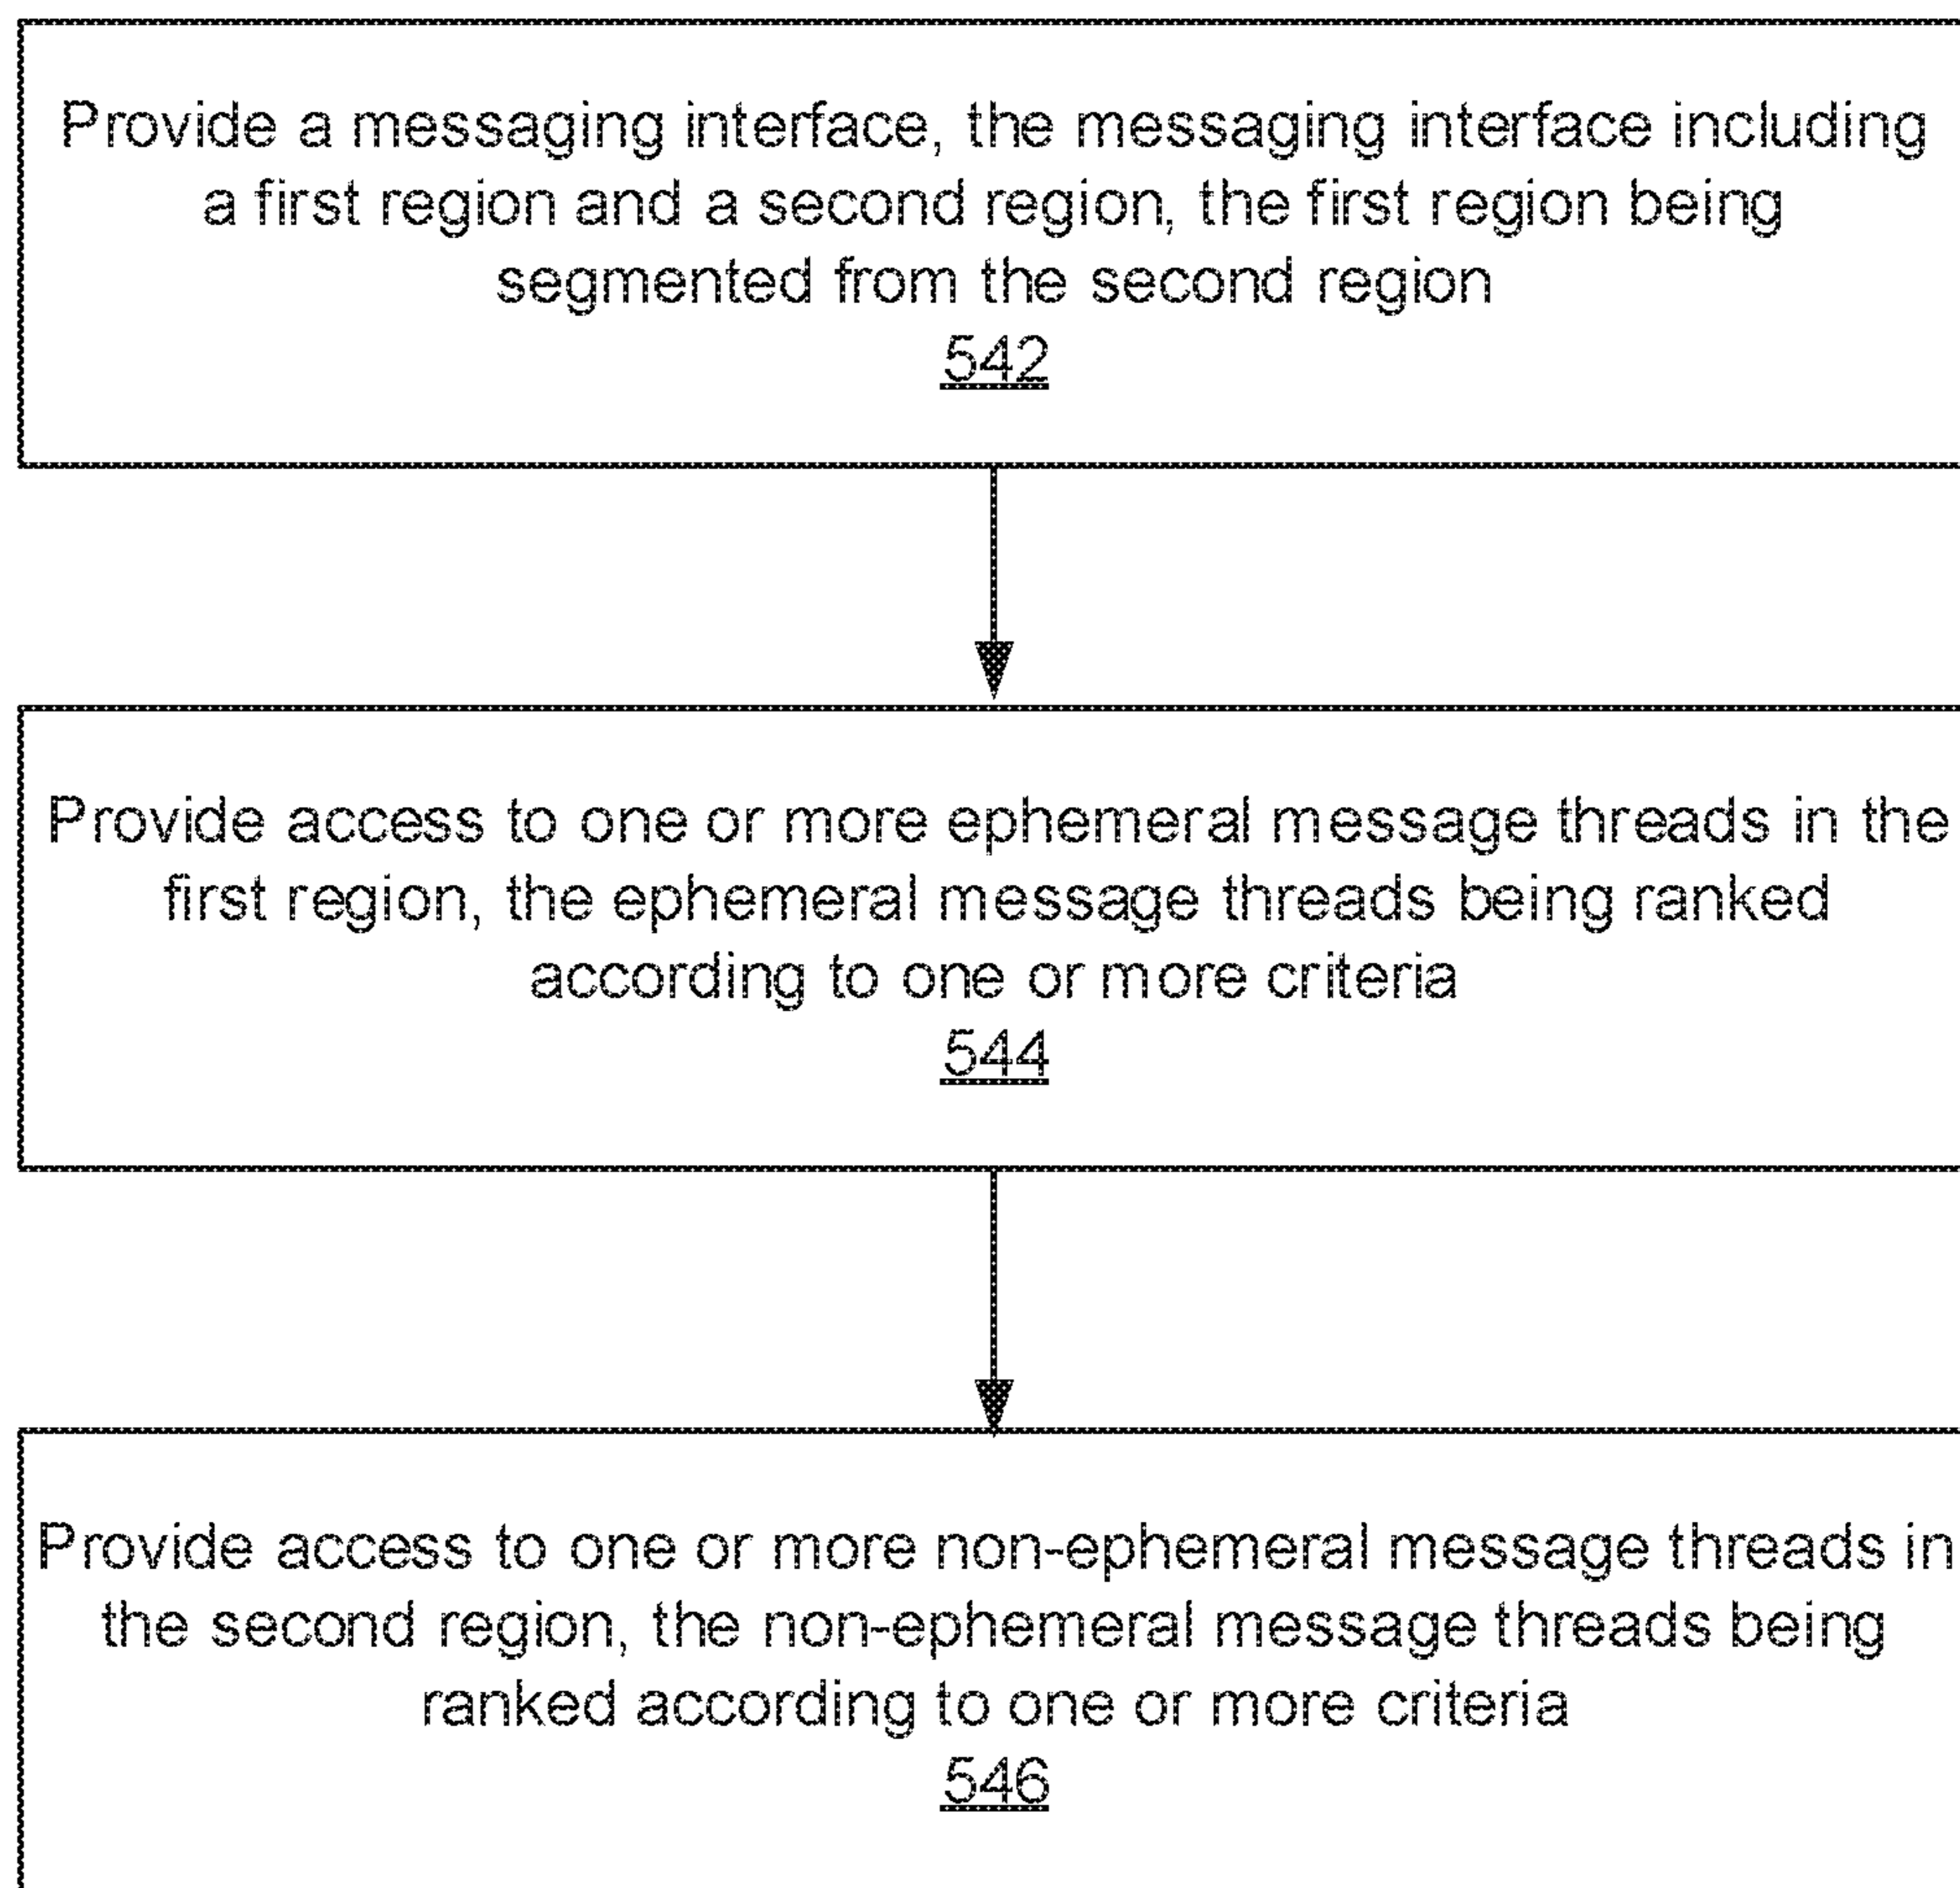 Provide a messaging interface, the messaging interface including
a first region and a second region, the first region being
segmented from the second region
542
Provide access to one or more ephemeral message threads in the
first region, the ephemeral message threads being ranked
according to one or more criteria
544
Provide access to one or more non-ephemeral message threads in
the second region, the non-ephemeral message threads being
ranked according to one or more criteria
546